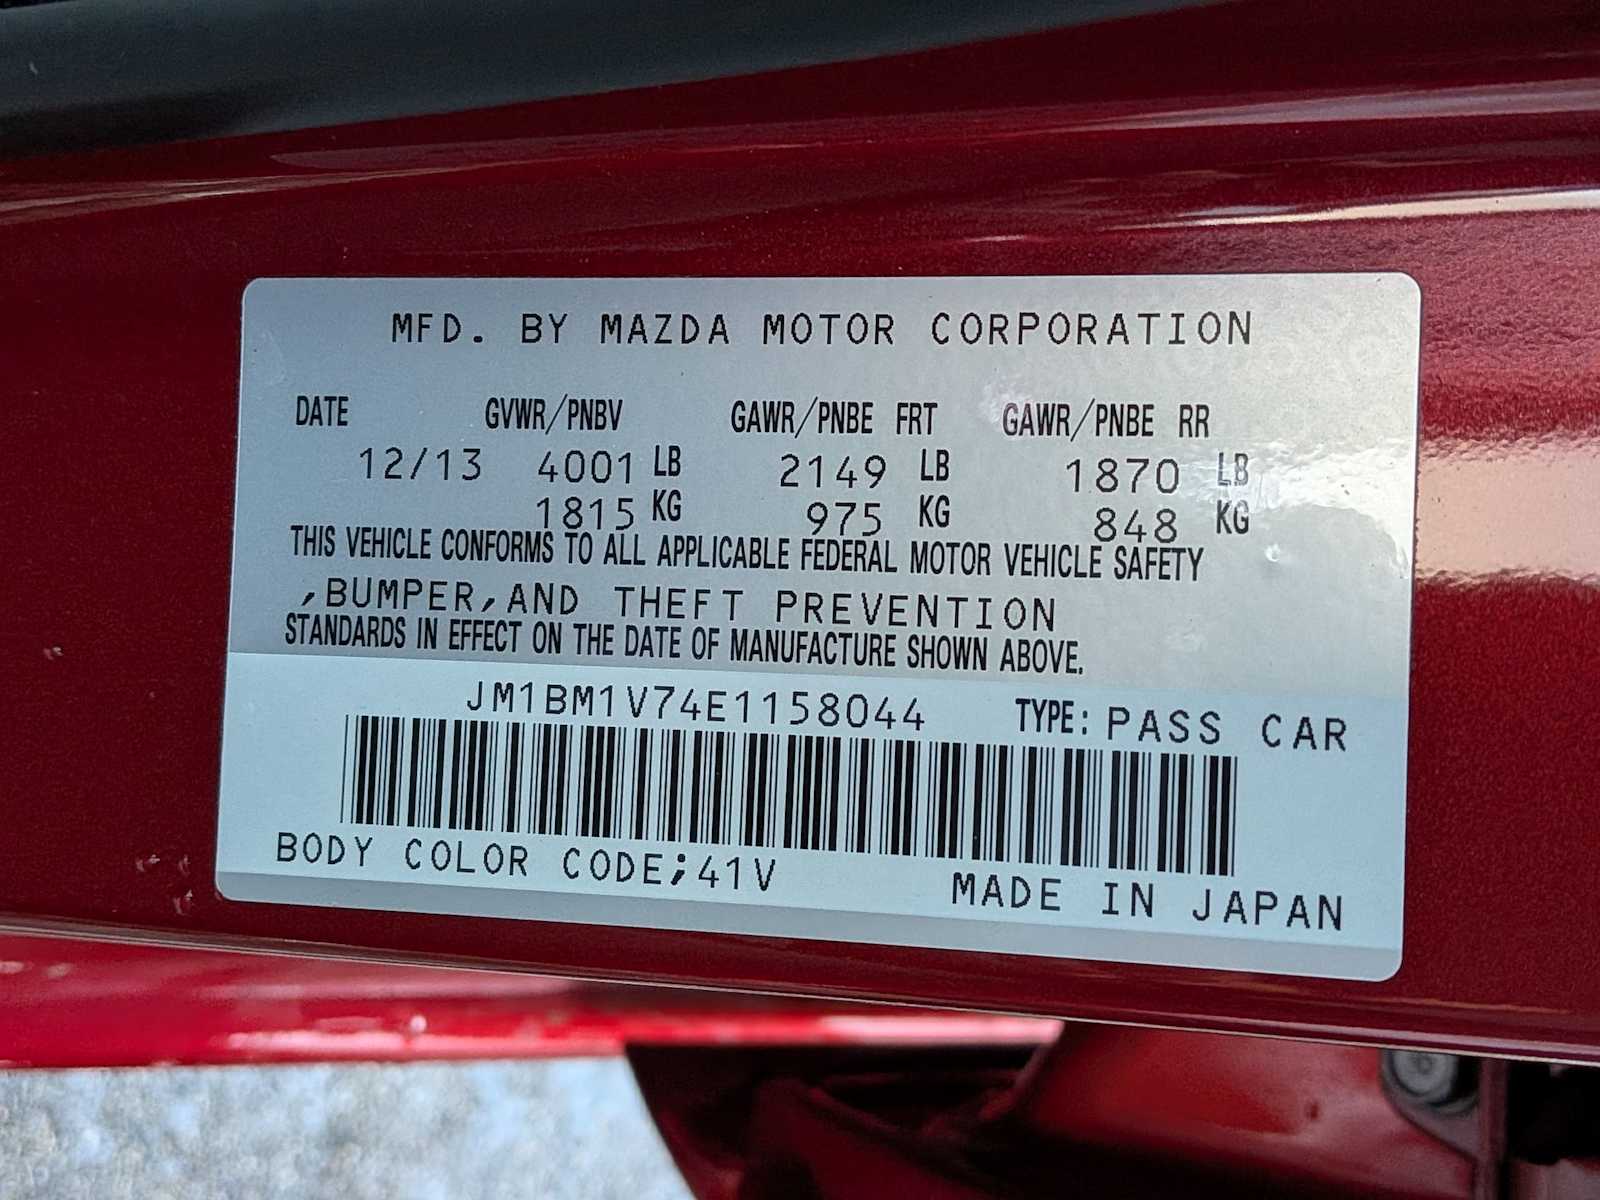 MFD. BY MAZDA MOTOR CORPORATION
DATE GVWR/PNBV GAWR/PNBE FRT GAWR/PNBE RR
12/13 4001 LB 2149 LB 1870 LB
1815 KG 975 KG 848 KG
THIS VEHICLE CONFORMS TO ALL APPLICABLE FEDERAL MOTOR VEHICLE SAFETY
,BUMPER,AND THEFT PREVENTION
STANDARDS IN EFFECT ON THE DATE OF MANUFACTURE SHOWN ABOVE.
JM1BM1V74E1158044 TYPE: PASS CAR
BODY COLOR CODE;41V MADE IN JAPAN